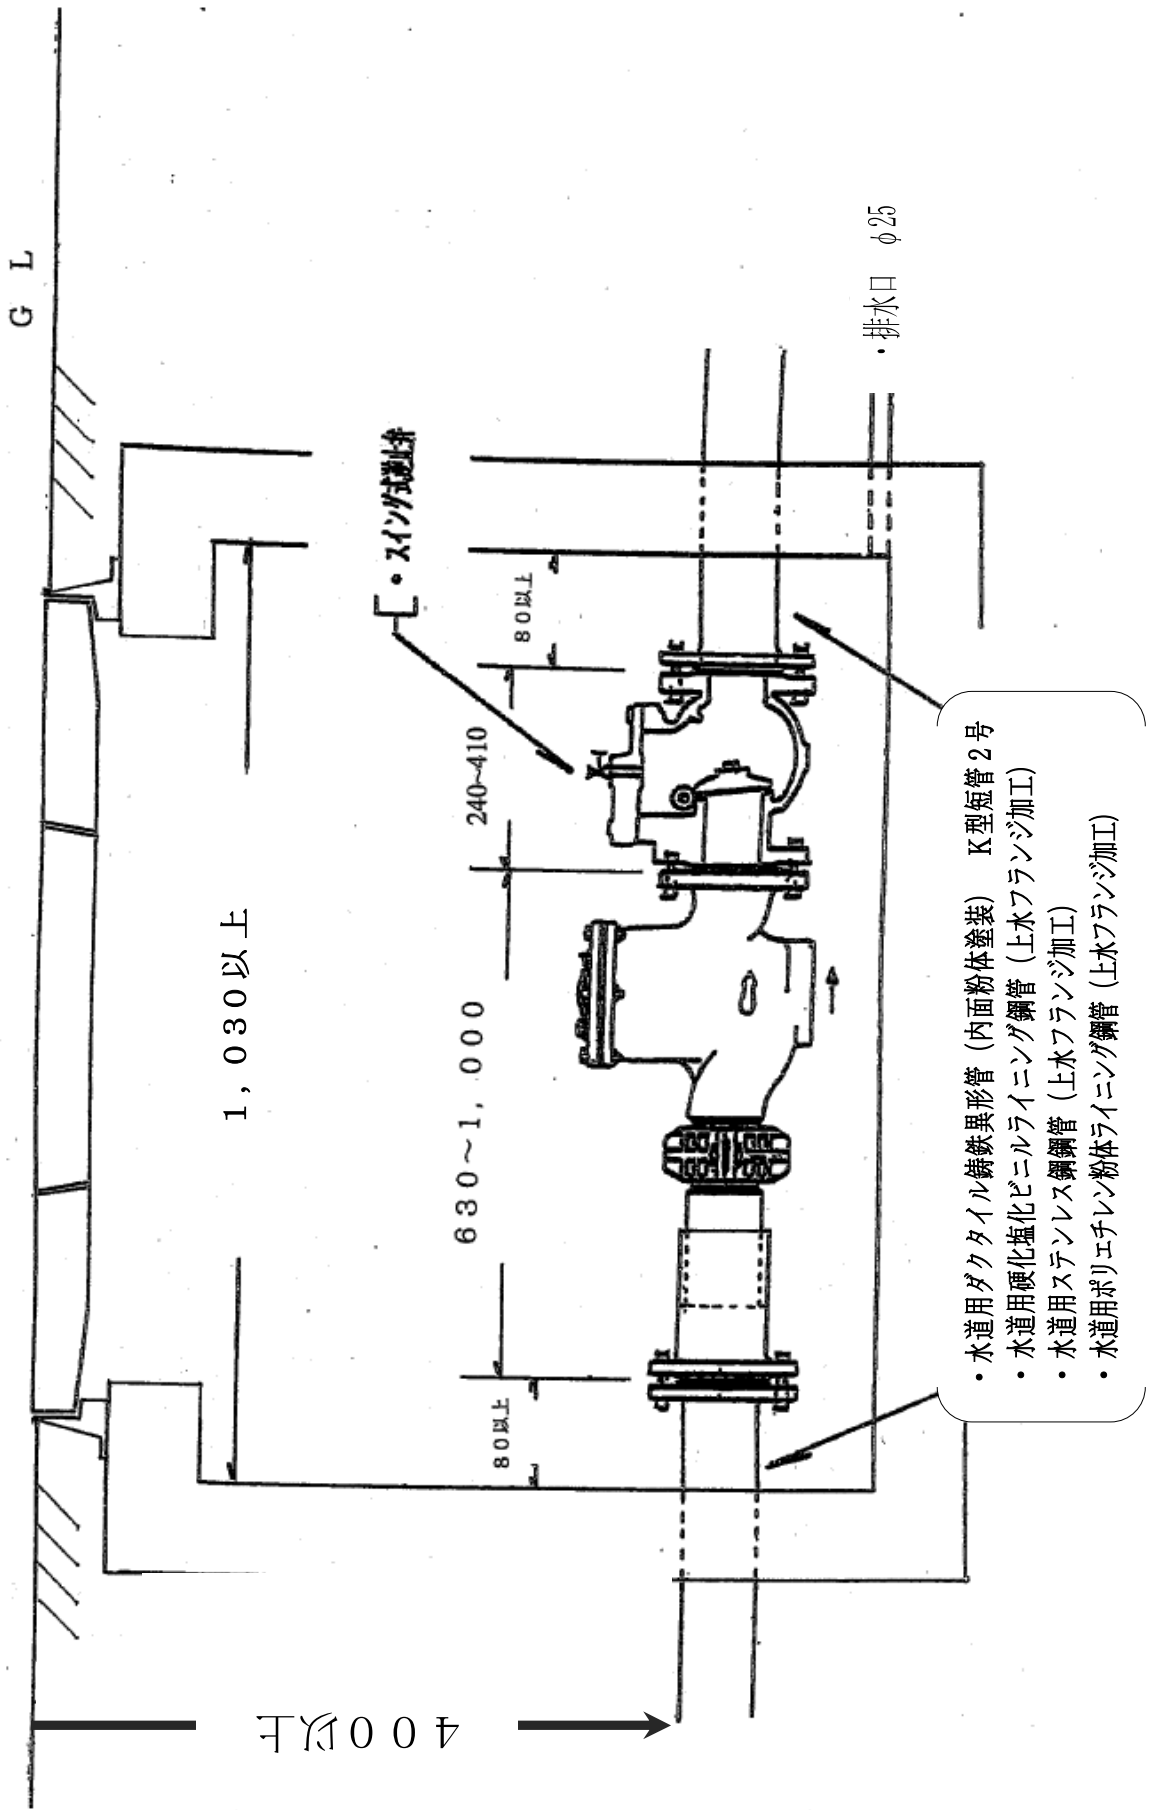 ＧＬ
４００以上
１，０３０以上
・スイング式逆止弁
８０以上
６３０～１，０００
240~410
８０以上
・排水口　φ25
・水道用ダクタイル鋳鉄異形管（内面粉体塗装）　Ｋ型短管２号
・水道用硬化塩化ビニルライニング鋼管（上水フランジ加工）
・水道用ステンレス鋼鋼管（上水フランジ加工）
・水道用ポリエチレン粉体ライニング鋼管（上水フランジ加工）